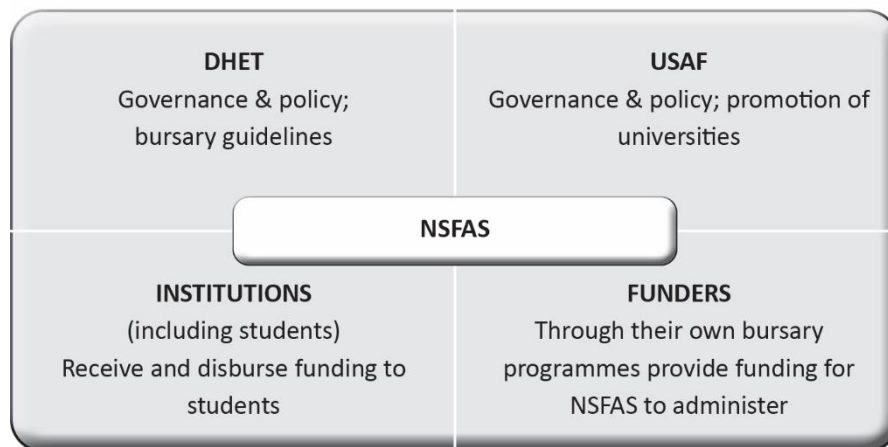 DHET
Governance & policy;
bursary guidelines
USAF
Governance & policy; promotion of
universities
NSFAS
INSTITUTIONS
(including students)
Receive and disburse funding to
students
FUNDERS
Through their own bursary
programmes provide funding for
NSFAS to administer